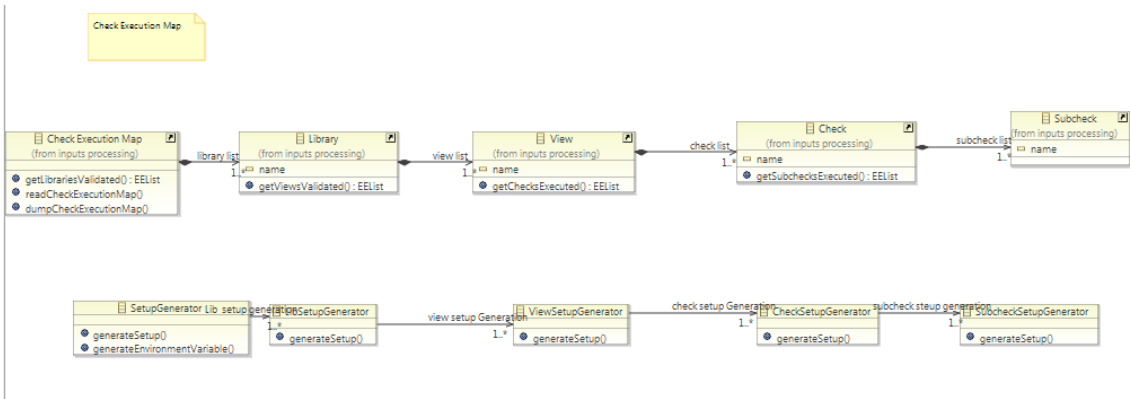 Check Execution Map
Check Execution Map
(from inputs processing)
getLibrariesValidated() : EEList
readCheckExecutionMap()
dumpCheckExecutionMap()
library list
1..*
Library
(from inputs processing)
name
getViewsValidated() : EEList
view list
1..*
View
(from inputs processing)
name
getChecksExecuted() : EEList
check list
1..*
Check
(from inputs processing)
name
getSubchecksExecuted() : EEList
subcheck list
1..*
Subcheck
(from inputs processing)
name
SetupGenerator
generateSetup()
generateEnvironmentVariable()
Lib setup generation
1..*
LibSetupGenerator
generateSetup()
view setup Generation
1..*
ViewSetupGenerator
generateSetup()
check setup Generation
1..*
CheckSetupGenerator
generateSetup()
subcheck steup generation
1..*
SubcheckSetupGenerator
generateSetup()